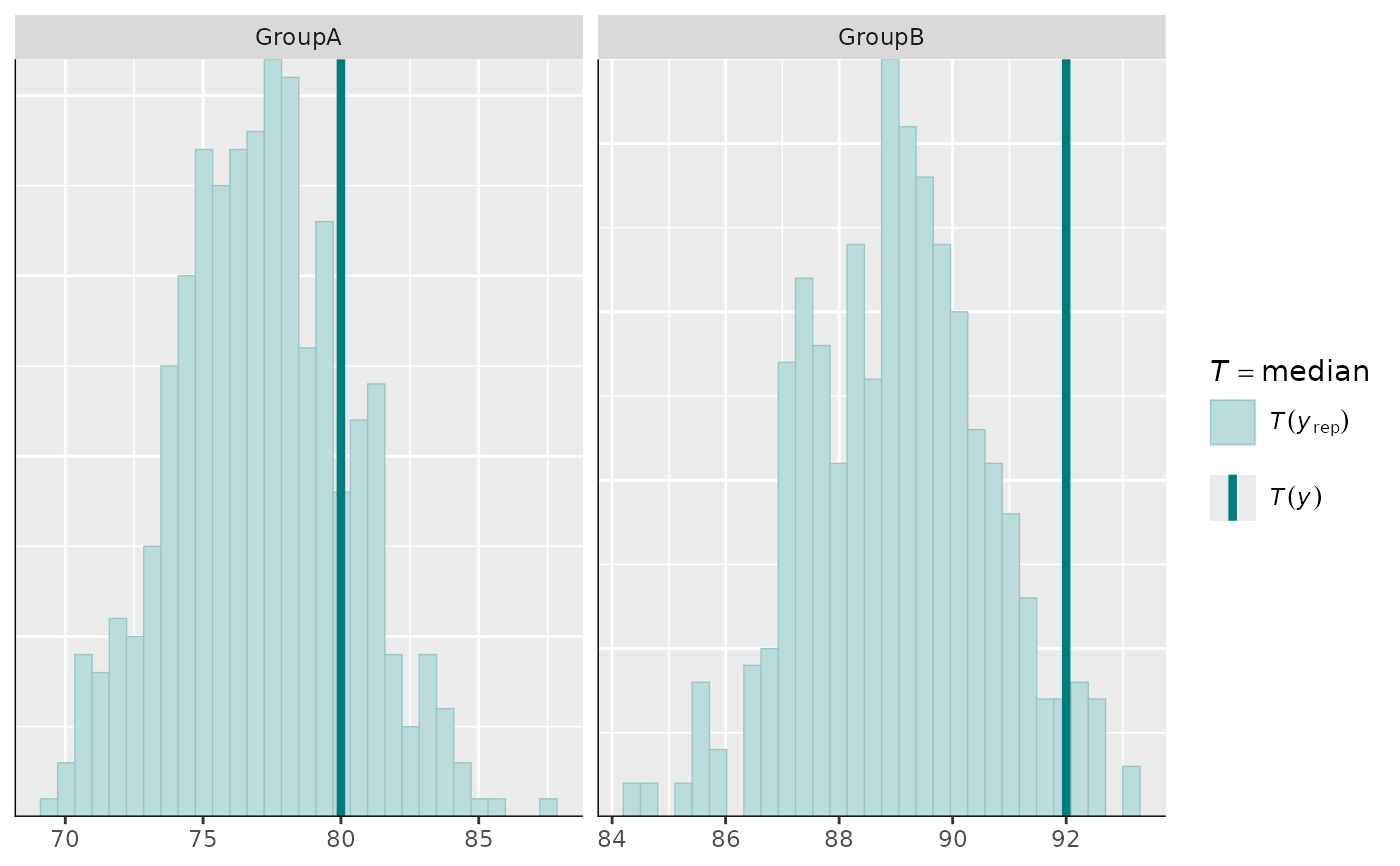 GroupA
GroupB
T = median
T(yrep)
T(y)
70 75 80 85
84 86 88 90 92